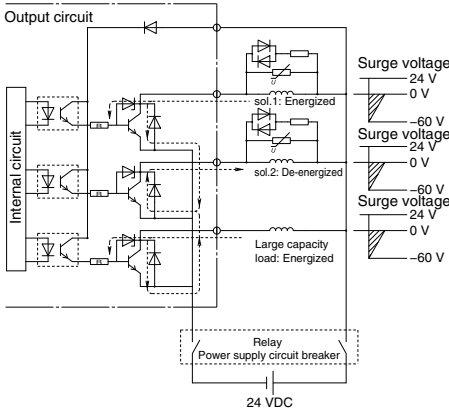 Output circuit
Internal circuit
sol.1: Energized
sol.2: De-energized
Large capacity
load: Energized
Surge voltage
24 V
0 V
−60 V
Surge voltage
24 V
0 V
−60 V
Surge voltage
24 V
0 V
−60 V
Relay
Power supply circuit breaker
24 VDC